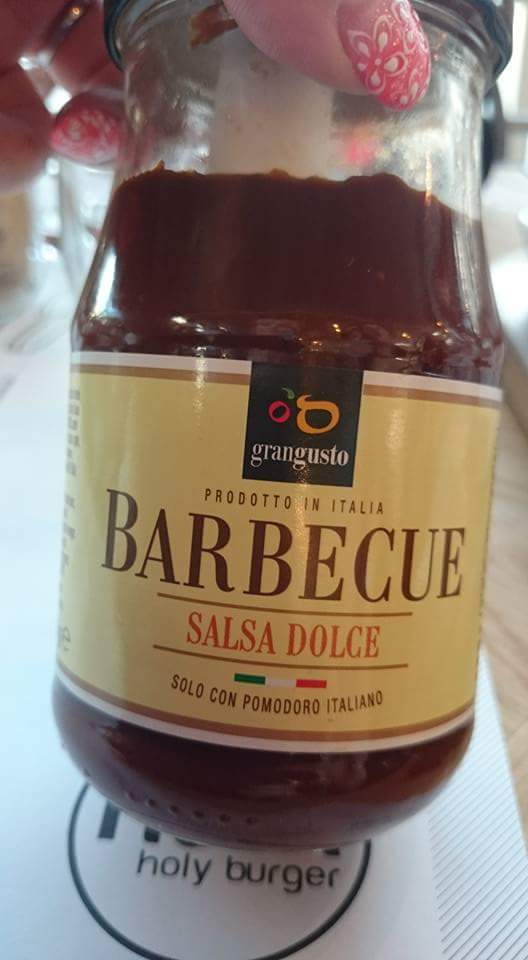 grangusto
PRODOTTO IN ITALIA
BARBECUE
SALSA DOLCE
SOLO CON POMODORO ITALIANO
holy burger